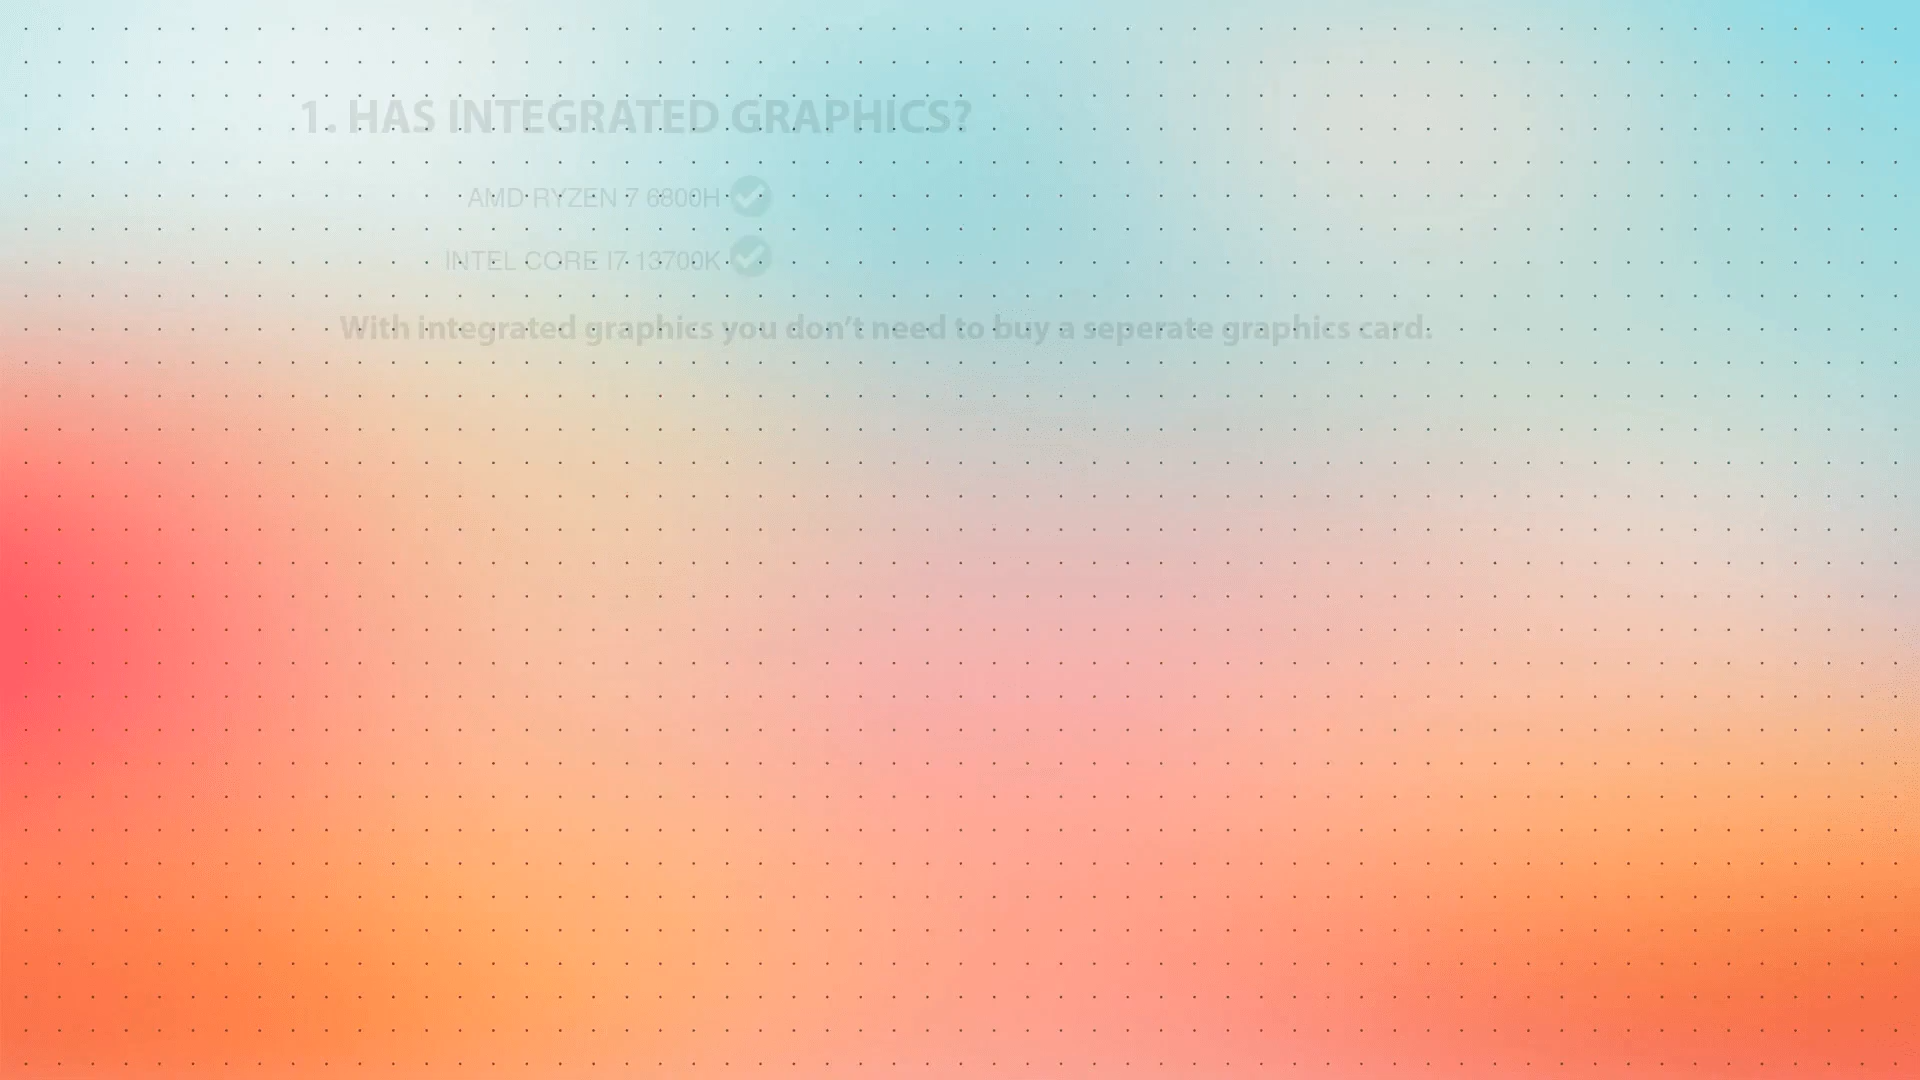 1. HAS INTEGRATED GRAPHICS?
AMD RYZEN 7 6800H
INTEL CORE I7 13700K
With integrated graphics you don't need to buy a seperate graphics card.